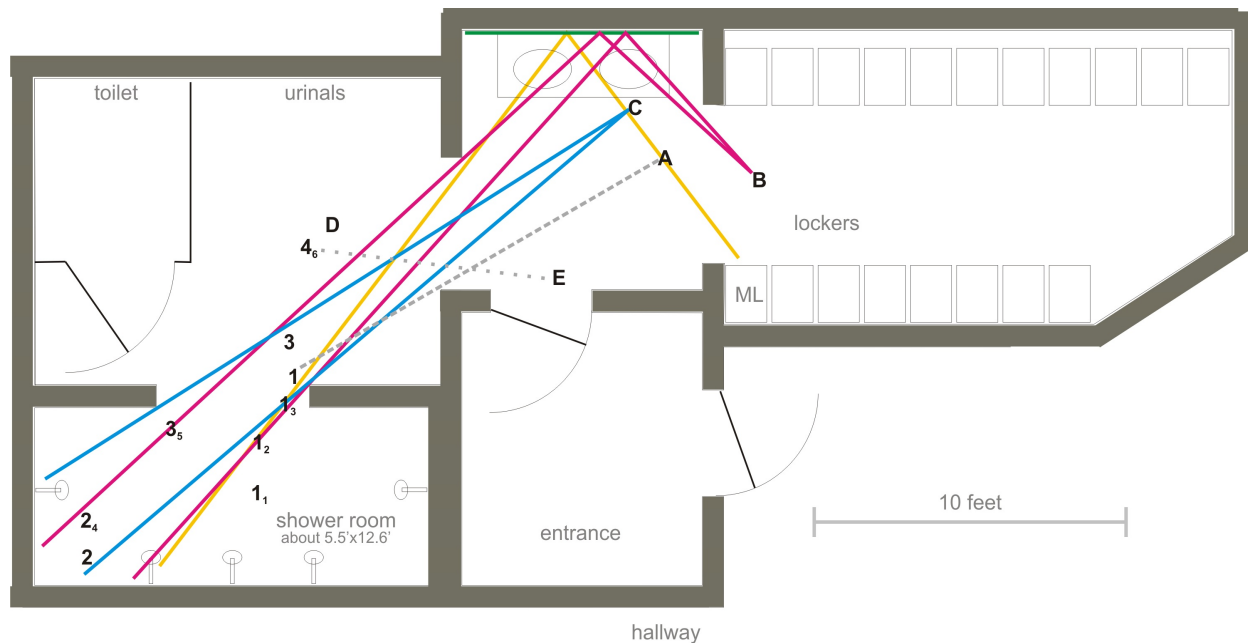 toilet
urinals
C
A
B
D
lockers
4₆
E
ML
3
1
1₃
3₅
1₂
1₁
10 feet
2₄
shower room
about 5.5'x12.6'
entrance
2
hallway